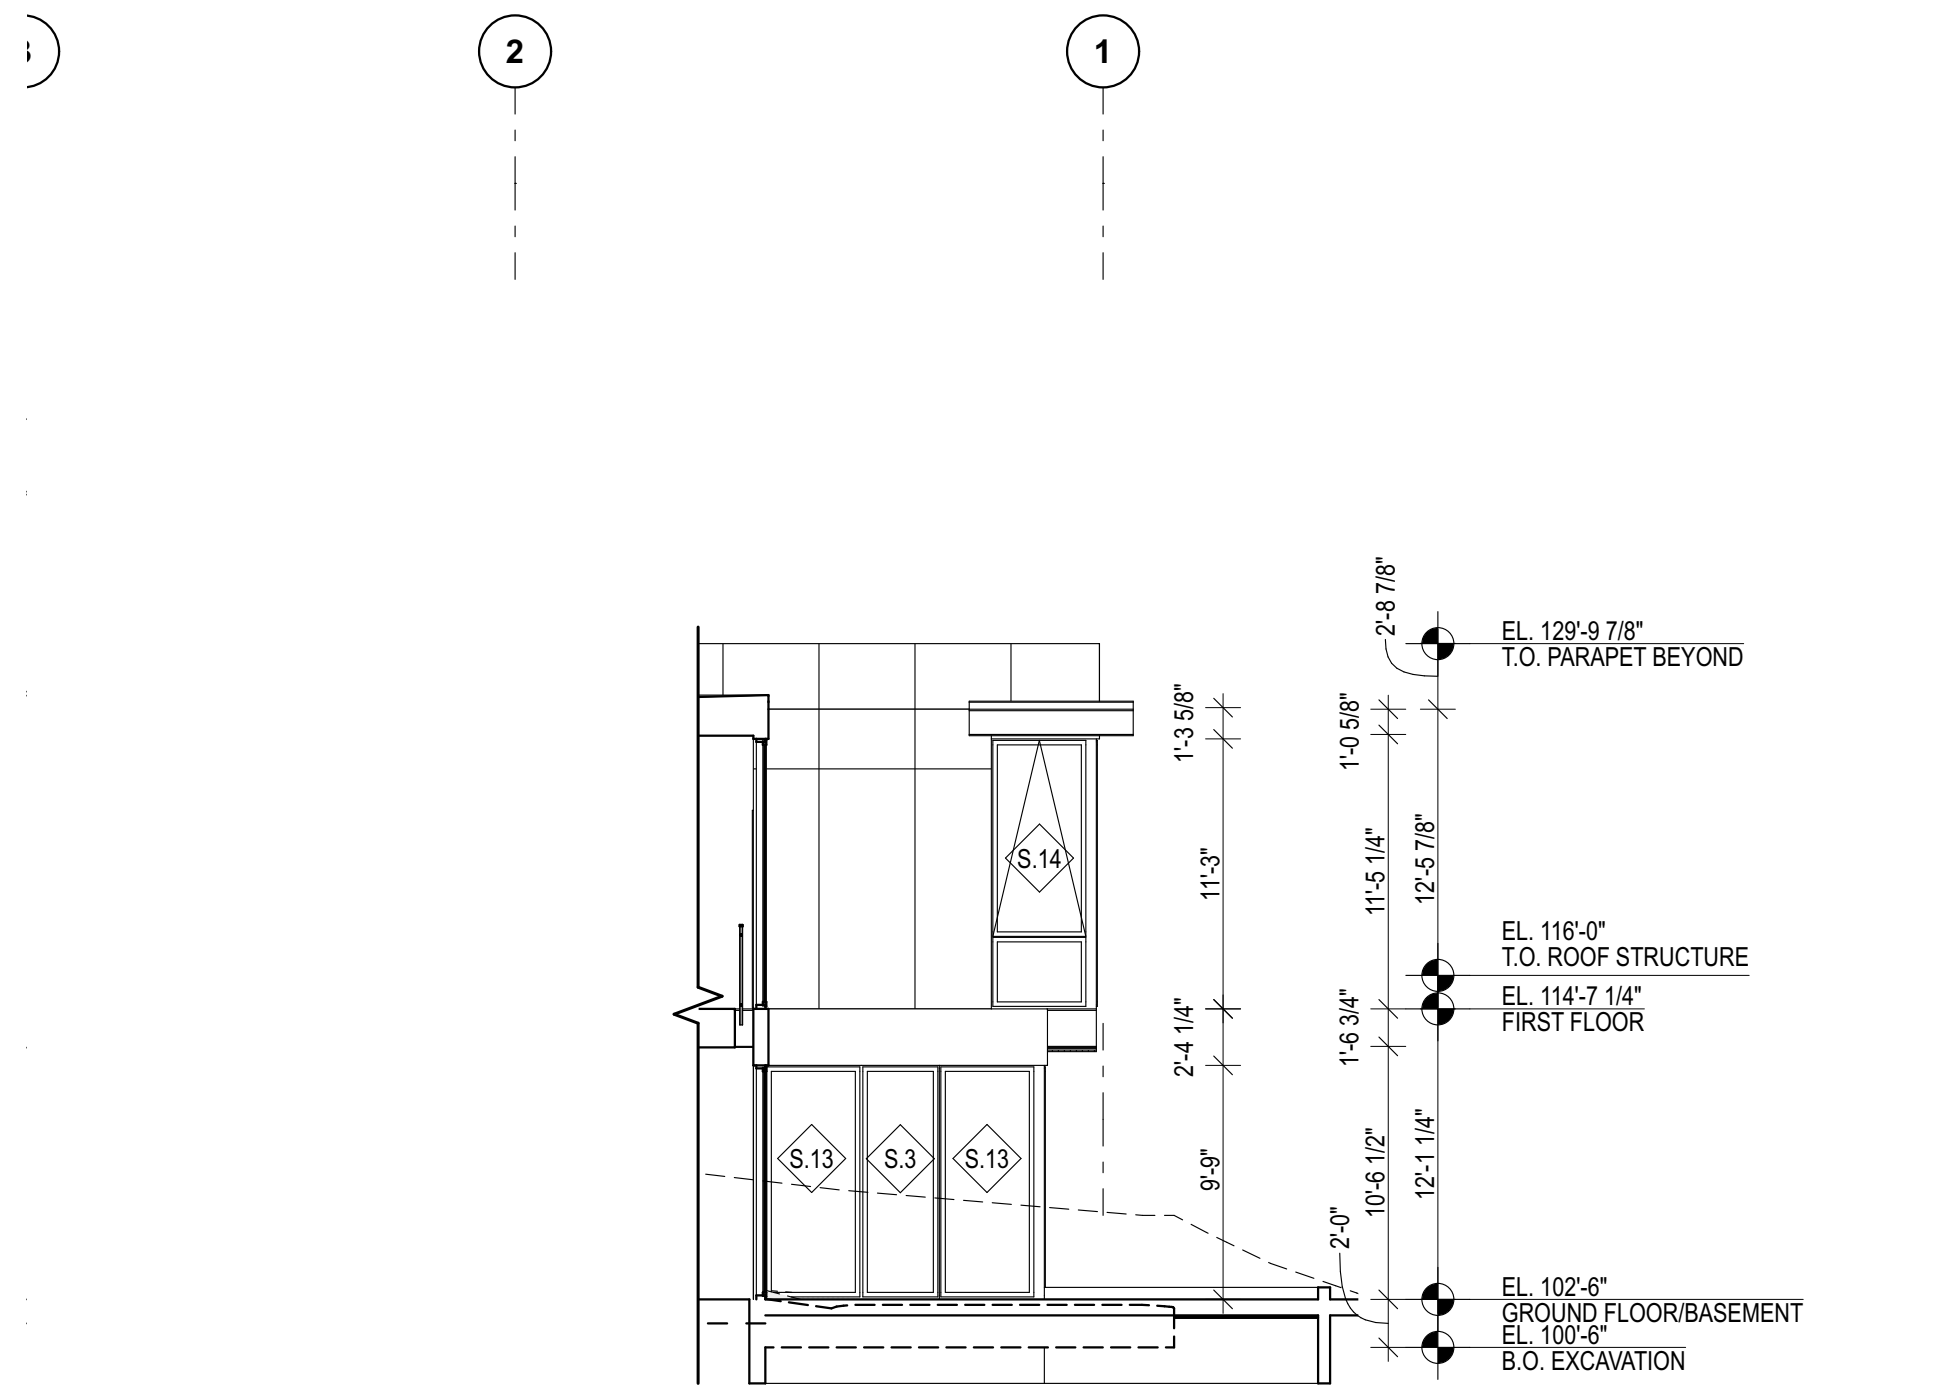 2
1
2'-8 7/8"
EL. 129'-9 7/8"
T.O. PARAPET BEYOND
1'-3 5/8"
1'-0 5/8"
S.14
11'-3"
11'-5 1/4"
12'-5 7/8"
EL. 116'-0"
T.O. ROOF STRUCTURE
EL. 114'-7 1/4"
FIRST FLOOR
2'-4 1/4"
1'-6 3/4"
S.13
S.3
S.13
9'-9"
10'-6 1/2"
12'-1 1/4"
2'-0"
EL. 102'-6"
GROUND FLOOR/BASEMENT
EL. 100'-6"
B.O. EXCAVATION